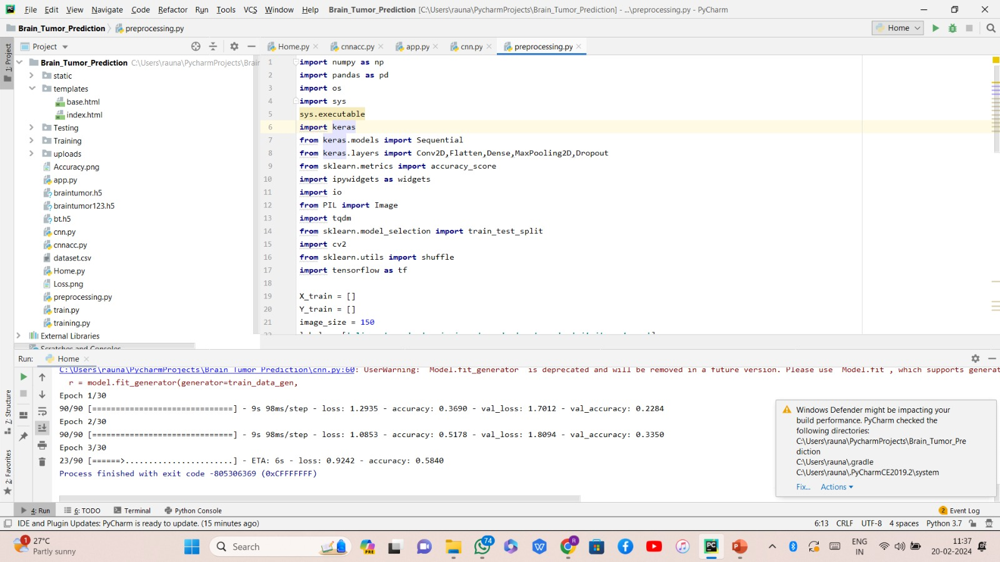 File Edit View Navigate Code Refactor Run Tools VCS Window Help Brain_Tumor_Prediction [C:\Users\rauna\PycharmProjects\Brain_Tumor_Prediction] - ...\preprocessing.py - PyCharm
Brain_Tumor_Prediction preprocessing.py Home
Project Home.py cnnacc.py app.py cnn.py preprocessing.py
1: Project
Brain_Tumor_Prediction C:\Users\rauna\PycharmProjects\Brair
static
templates
base.html
index.html
Testing
Training
uploads
Accuracy.png
app.py
braintumor.h5
braintumor123.h5
bt.h5
cnn.py
cnnacc.py
dataset.csv
Home.py
Loss.png
preprocessing.py
train.py
training.py
External Libraries
Scratches and Consoles
1 import numpy as np
2 import pandas as pd
3 import os
4 import sys
5 sys.executable
6 import keras
7 from keras.models import Sequential
8 from keras.layers import Conv2D,Flatten,Dense,MaxPooling2D,Dropout
9 from sklearn.metrics import accuracy_score
10 import ipywidgets as widgets
11 import io
12 from PIL import Image
13 import tqdm
14 from sklearn.model_selection import train_test_split
15 import cv2
16 from sklearn.utils import shuffle
17 import tensorflow as tf
18
19 X_train = []
20 Y_train = []
21 image_size = 150
Run: Home
C:\Users\rauna\PycharmProjects\Brain_Tumor_Prediction\cnn.py:60: UserWarning: `Model.fit_generator` is deprecated and will be removed in a future version. Please use `Model.fit`, which supports generat
r = model.fit_generator(generator=train_data_gen,
Epoch 1/30
90/90 [==============================] - 9s 98ms/step - loss: 1.2935 - accuracy: 0.3690 - val_loss: 1.7012 - val_accuracy: 0.2284
Epoch 2/30
90/90 [==============================] - 9s 98ms/step - loss: 1.0853 - accuracy: 0.5178 - val_loss: 1.8094 - val_accuracy: 0.3350
Epoch 3/30
23/90 [======>.......................] - ETA: 6s - loss: 0.9242 - accuracy: 0.5840
Process finished with exit code -805306369 (0xCFFFFFFF)
7: Structure
2: Favorites
Windows Defender might be impacting your
build performance. PyCharm checked the
following directories:
C:\Users\rauna\PycharmProjects\Brain_Tumor_Pre
diction
C:\Users\rauna\.gradle
C:\Users\rauna\.PyCharmCE2019.2\system
Fix... Actions
4: Run 6: TODO Terminal Python Console 2 Event Log
IDE and Plugin Updates: PyCharm is ready to update. (15 minutes ago) 6:13 CRLF UTF-8 4 spaces Python 3.7
1 27°C
Partly sunny
Search
PRE
74
R
ENG
IN
11:37
20-02-2024